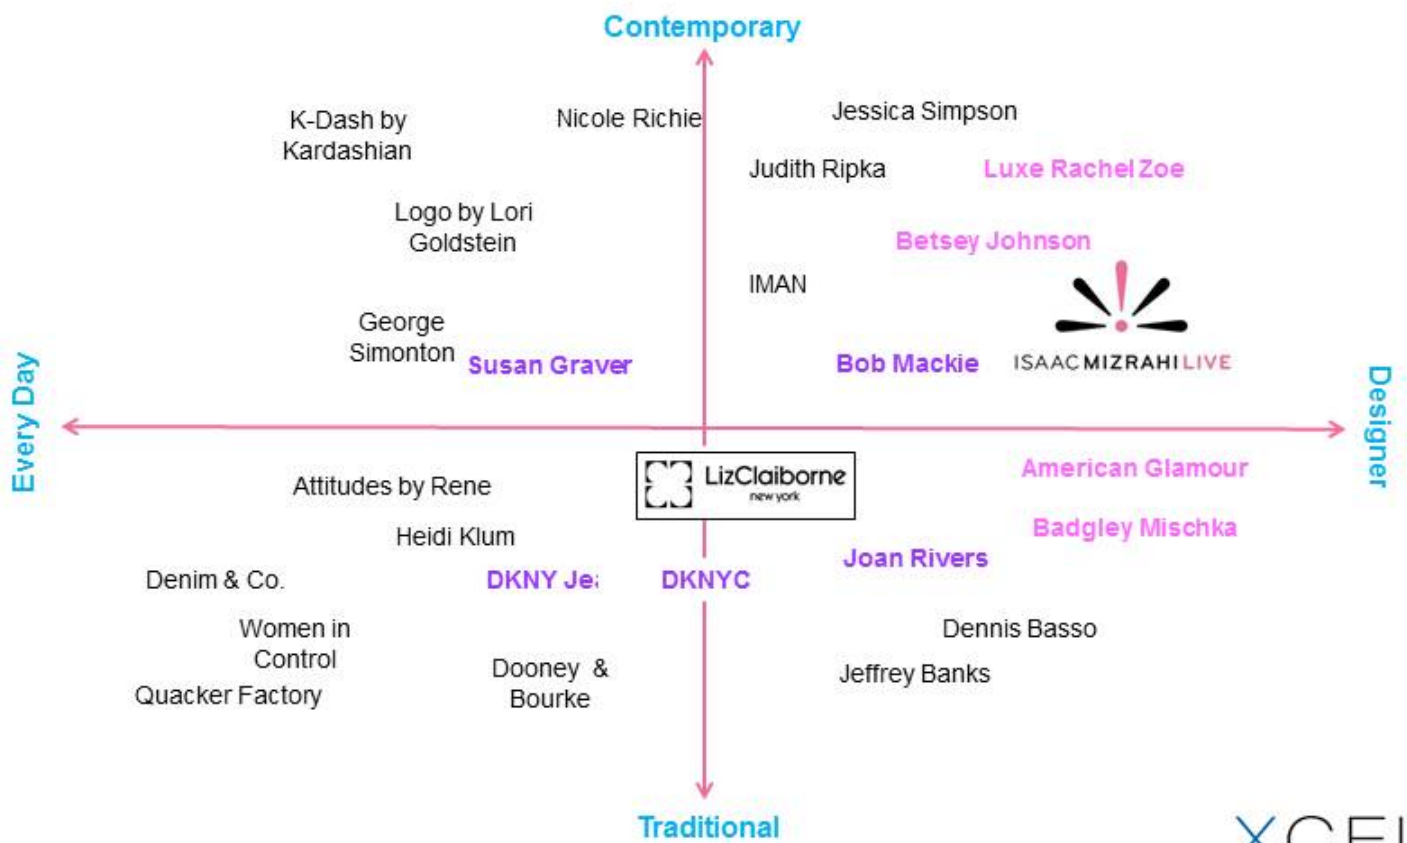 Contemporary
K-Dash by
Kardashian
Nicole Richie
Jessica Simpson
Judith Ripka
Luxe Rachel Zoe
Logo by Lori
Goldstein
Betsey Johnson
IMAN
George
Simonton
Susan Graver
Bob Mackie
ISAACMIZRAHILIVE
Every Day
Designer
Attitudes by Rene
LizClaiborne
new york
American Glamour
Heidi Klum
Badgley Mischka
Joan Rivers
Denim & Co.
DKNY
DKNYC
Women in
Control
Dennis Basso
Dooney & 
Bourke
Jeffrey Banks
Quacker Factory
Traditional